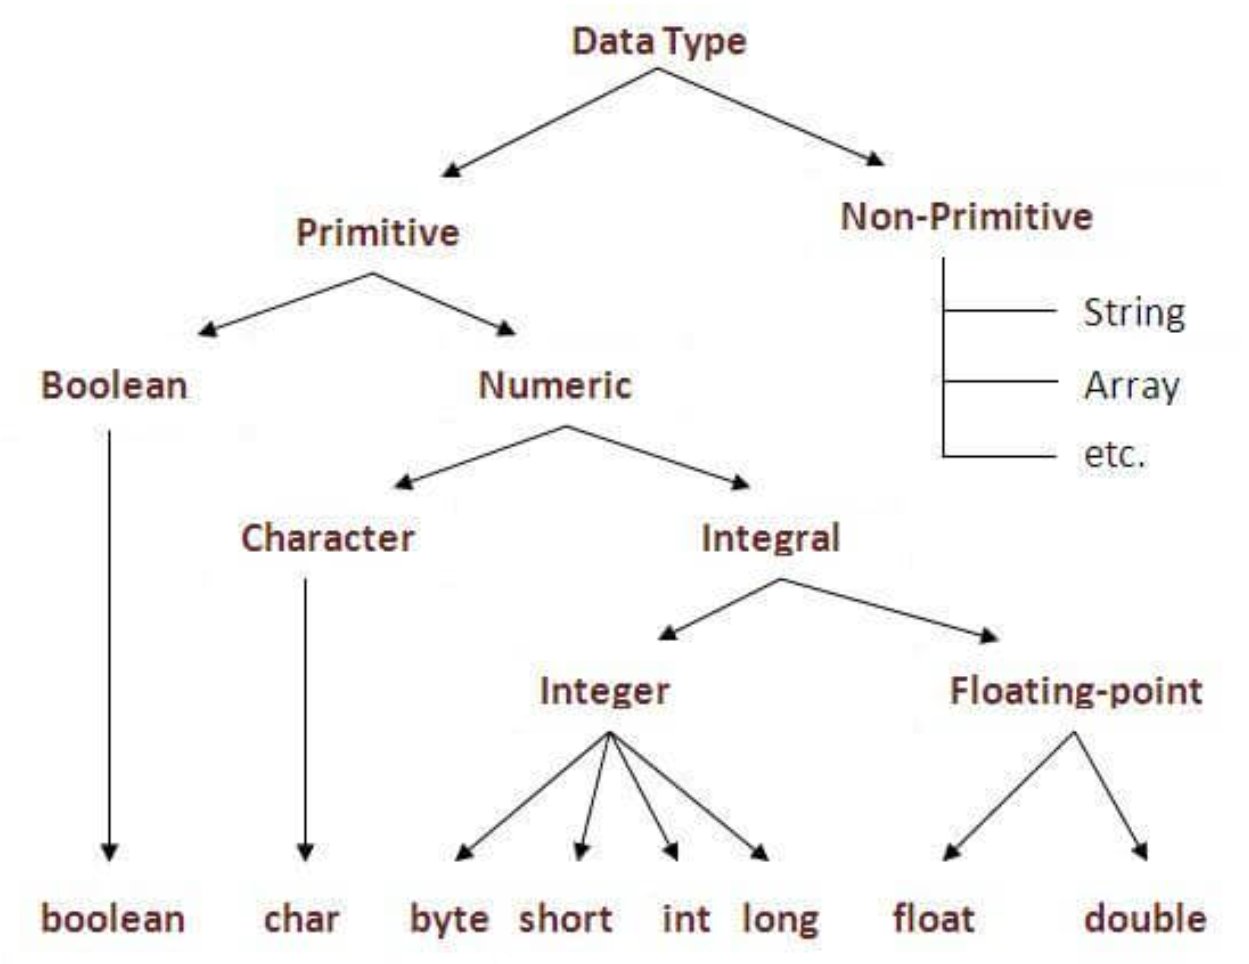 Data Type
Primitive
Non-Primitive
String
Array
etc.
Boolean
Numeric
Character
Integral
Integer
Floating-point
boolean
char
byte
short
int
long
float
double